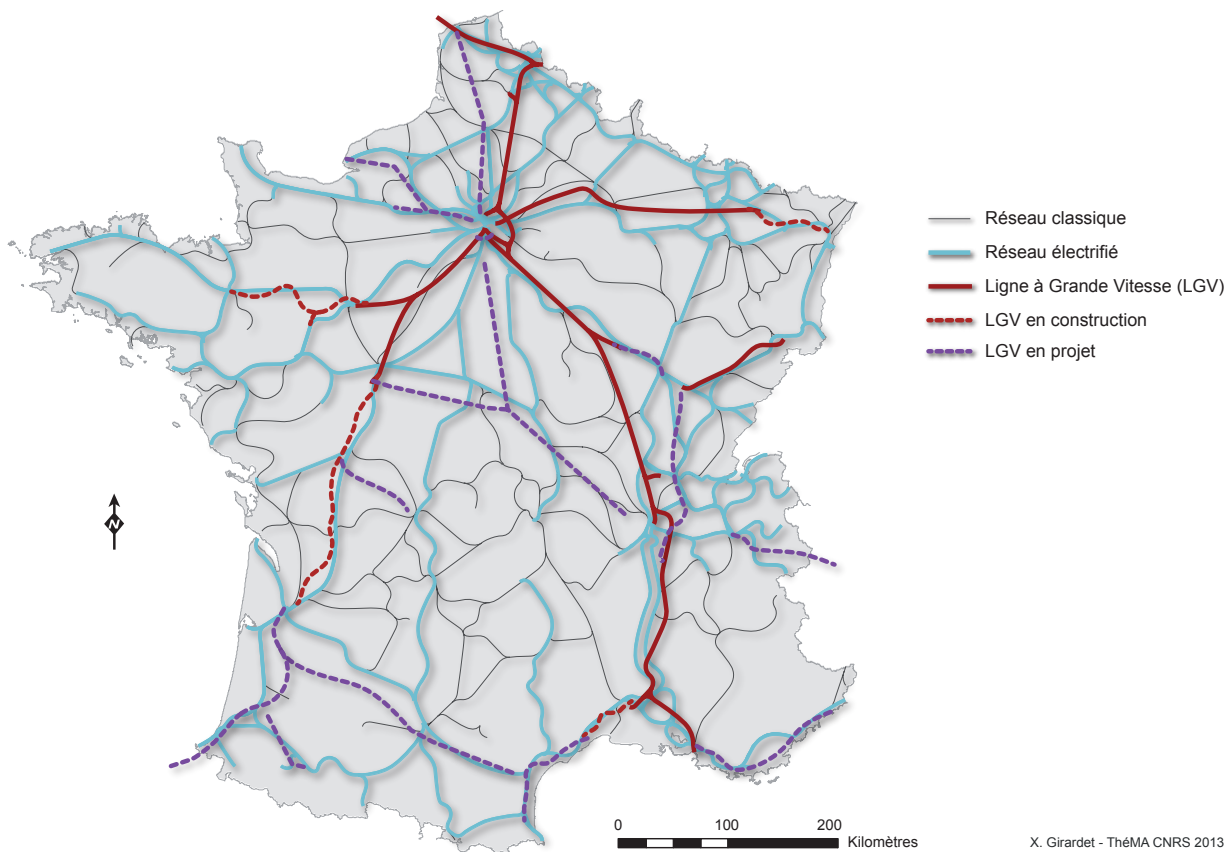 Réseau classique
Réseau électrifié
Ligne à Grande Vitesse (LGV)
LGV en construction
LGV en projet
N
0 100 200
Kilomètres
X. Girardet - ThéMA CNRS 2013